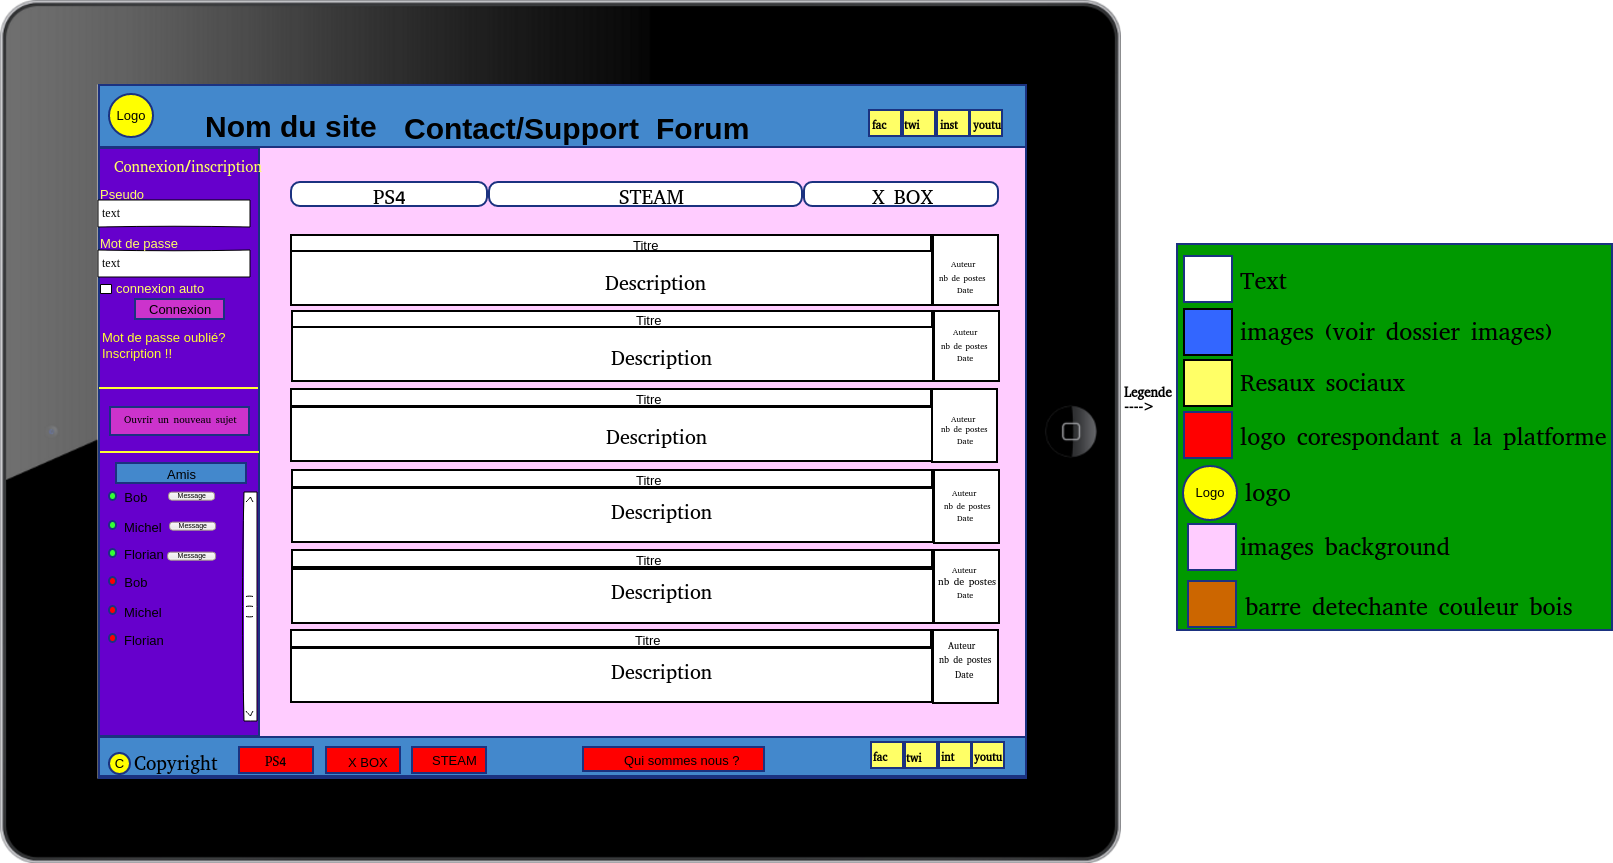 Logo
Nom du site Contact/Support Forum
fac twi inst youtu
Connexion/inscription
Pseudo
text
Mot de passe
text
connexion auto
Connexion
Mot de passe oublié?
Inscription !!
Ouvrir un nouveau sujet
Amis
Bob Message
Michel Message
Florian Message
Bob
Michel
Florian
PS4 STEAM X BOX
Titre
Description
Auteur
nb de postes
Date
Titre
Description
Auteur
nb de postes
Date
Titre
Description
Auteur
nb de postes
Date
Titre
Description
Auteur
nb de postes
Date
Titre
Description
Auteur
nb de postes
Date
Titre
Description
Auteur
nb de postes
Date
C Copyright PS4 X BOX STEAM Qui sommes nous ? fac twi int youtu
Legende
---->
Text
images (voir dossier images)
Resaux sociaux
logo corespondant a la platforme
Logo logo
images background
barre detechante couleur bois